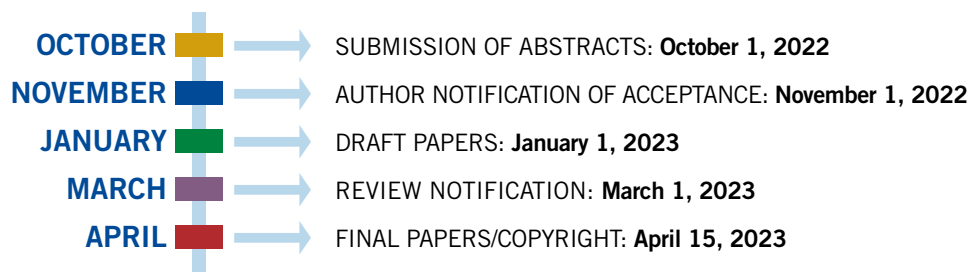 OCTOBER SUBMISSION OF ABSTRACTS: October 1, 2022
NOVEMBER AUTHOR NOTIFICATION OF ACCEPTANCE: November 1, 2022
JANUARY DRAFT PAPERS: January 1, 2023
MARCH REVIEW NOTIFICATION: March 1, 2023
APRIL FINAL PAPERS/COPYRIGHT: April 15, 2023